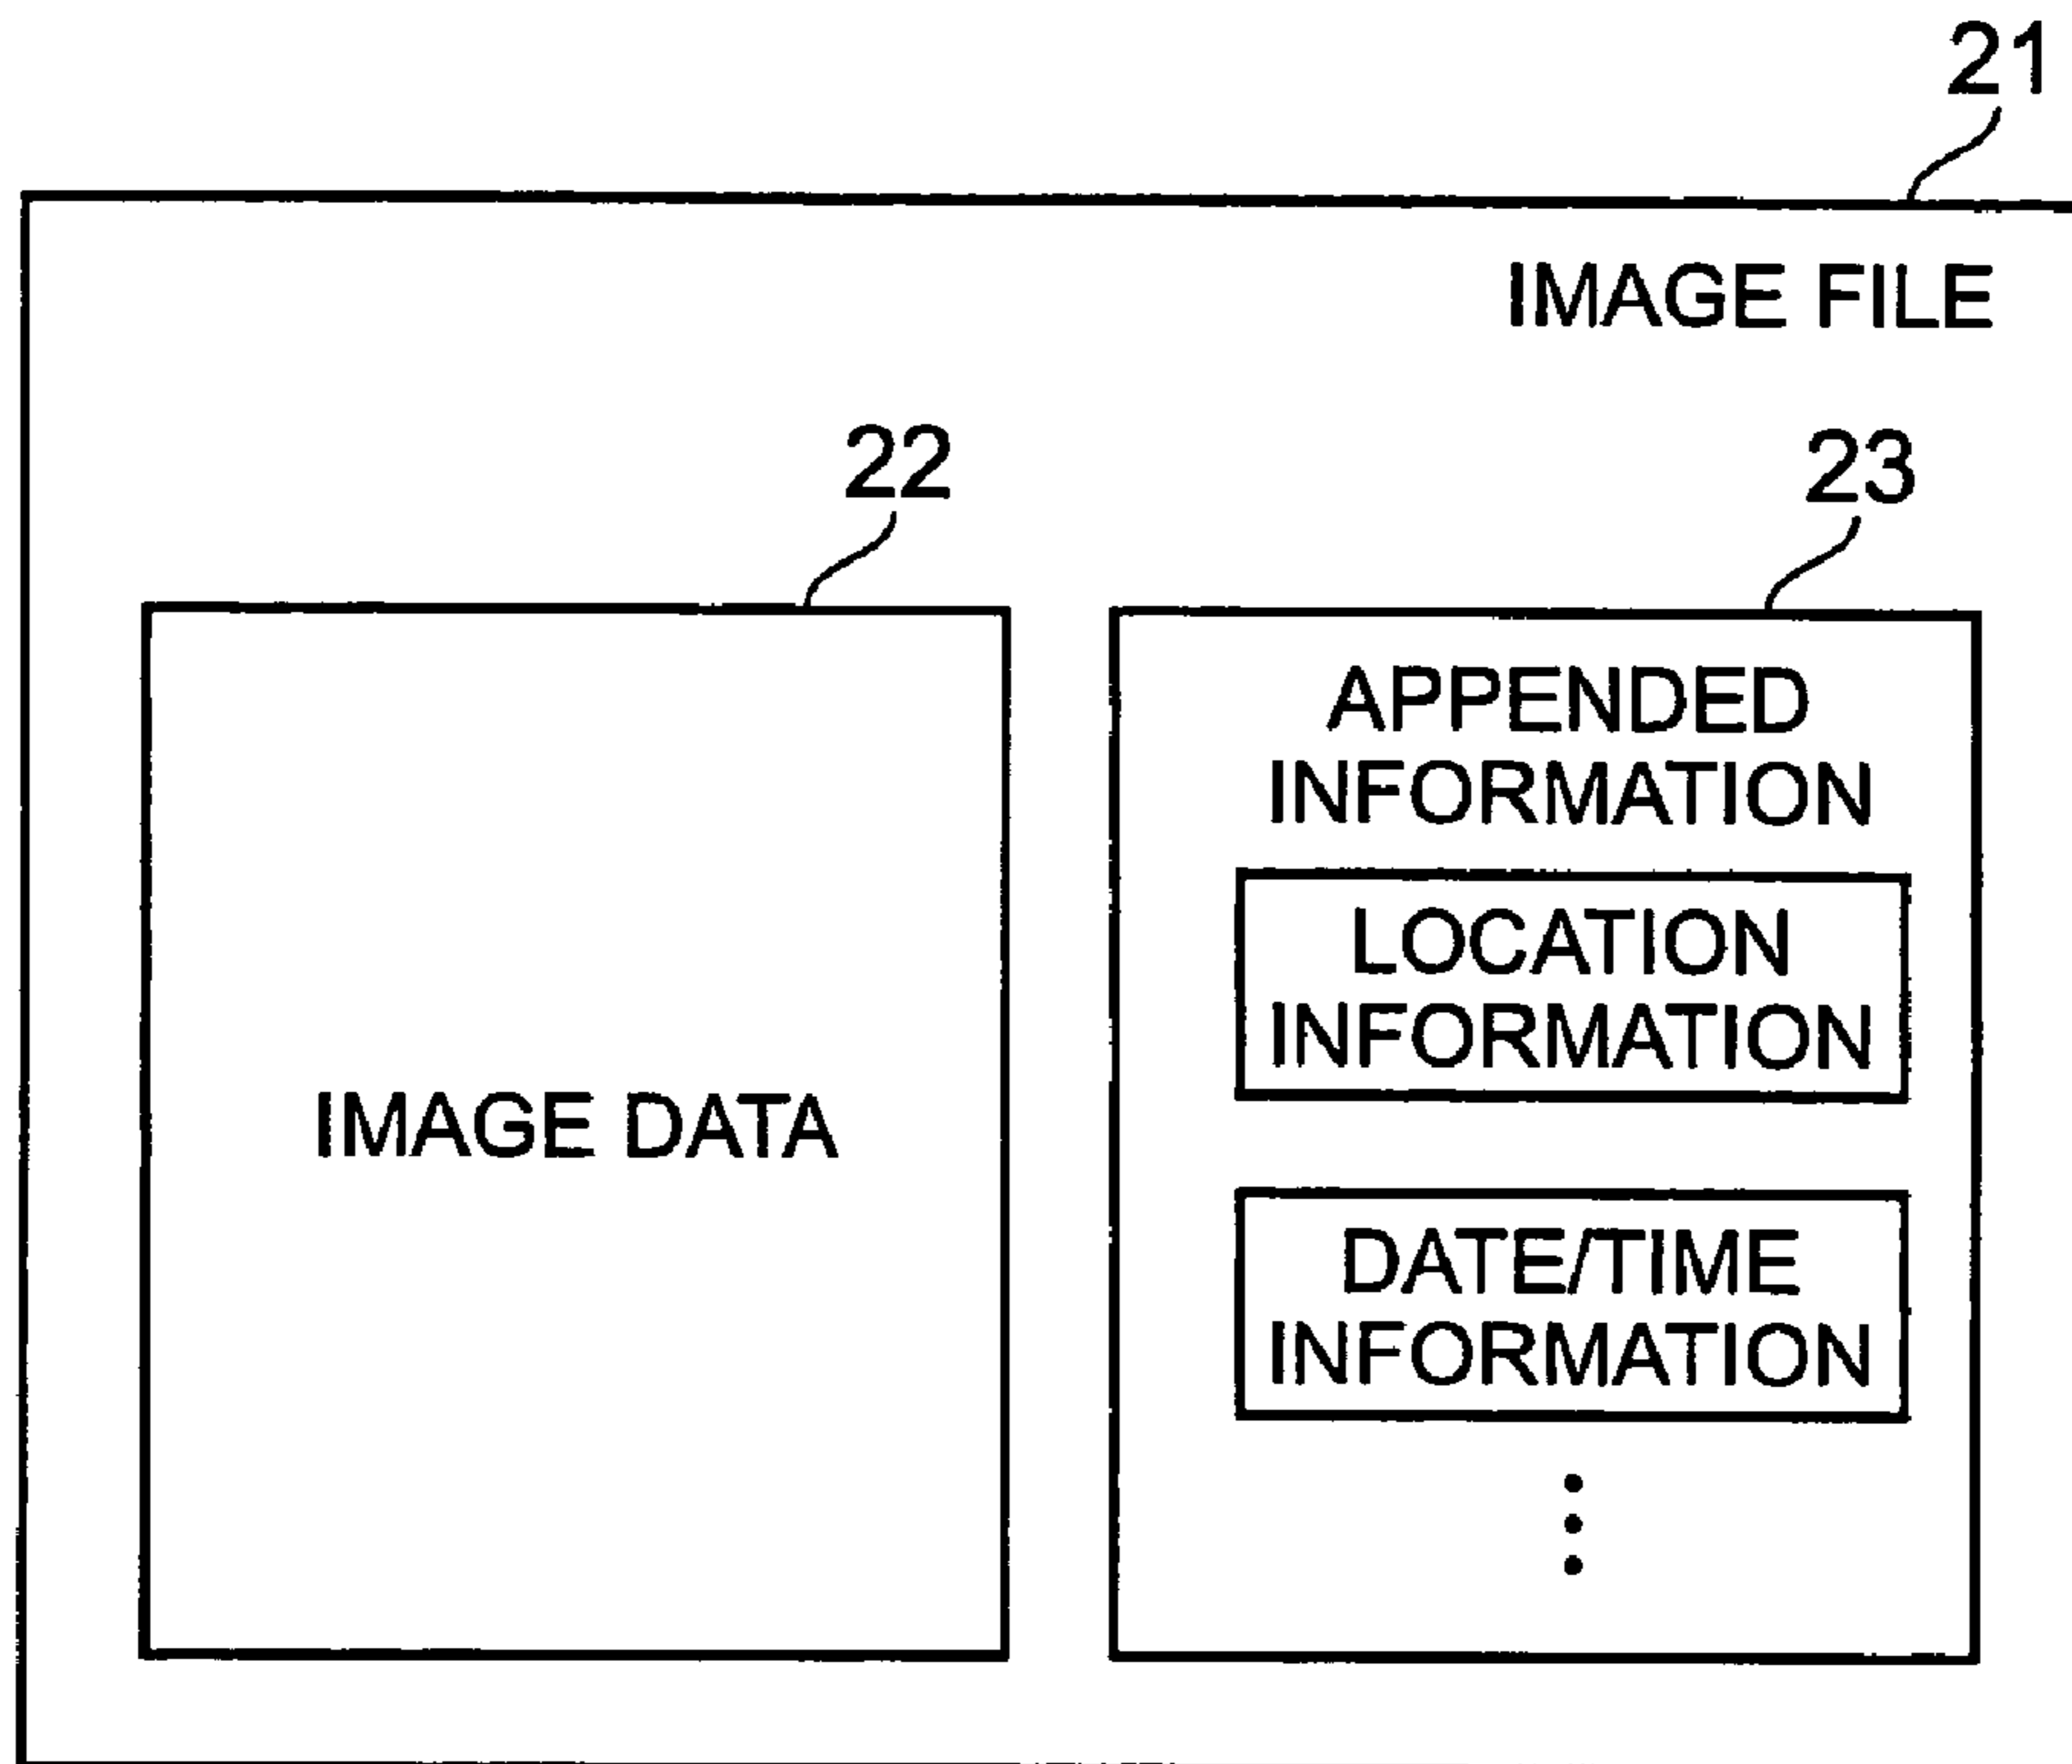 21
IMAGE FILE
22
23
IMAGE DATA
APPENDED
INFORMATION
LOCATION
INFORMATION
DATE/TIME
INFORMATION